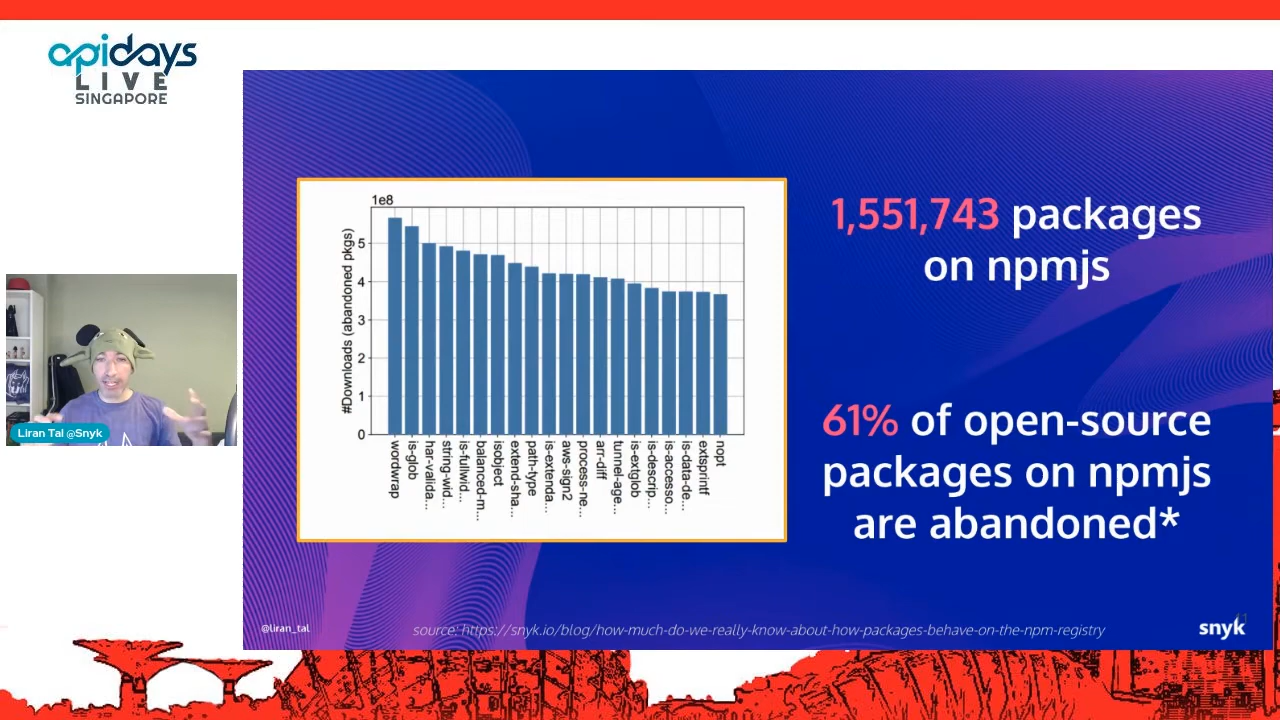 apidays
LIVE
SINGAPORE
Liran Tal @Snyk
1e8
#Downloads (abandoned pkgs)
5
4
3
2
1
0
wordwrap
is-glob
har-valida...
string-wid...
is-fullwid...
balanced-m...
isobject
extend-sha...
path-type
is-extenda...
aws-sign2
process-ne...
arr-diff
tunnel-age...
is-extglob
is-descrip...
is-accesso...
is-data-de...
extsprintf
nopt
1,551,743 packages
on npmjs
61% of open-source
packages on npmjs
are abandoned*
@liran_tal
source: https://snyk.io/blog/how-much-do-we-really-know-about-how-packages-behave-on-the-npm-registry
snyk